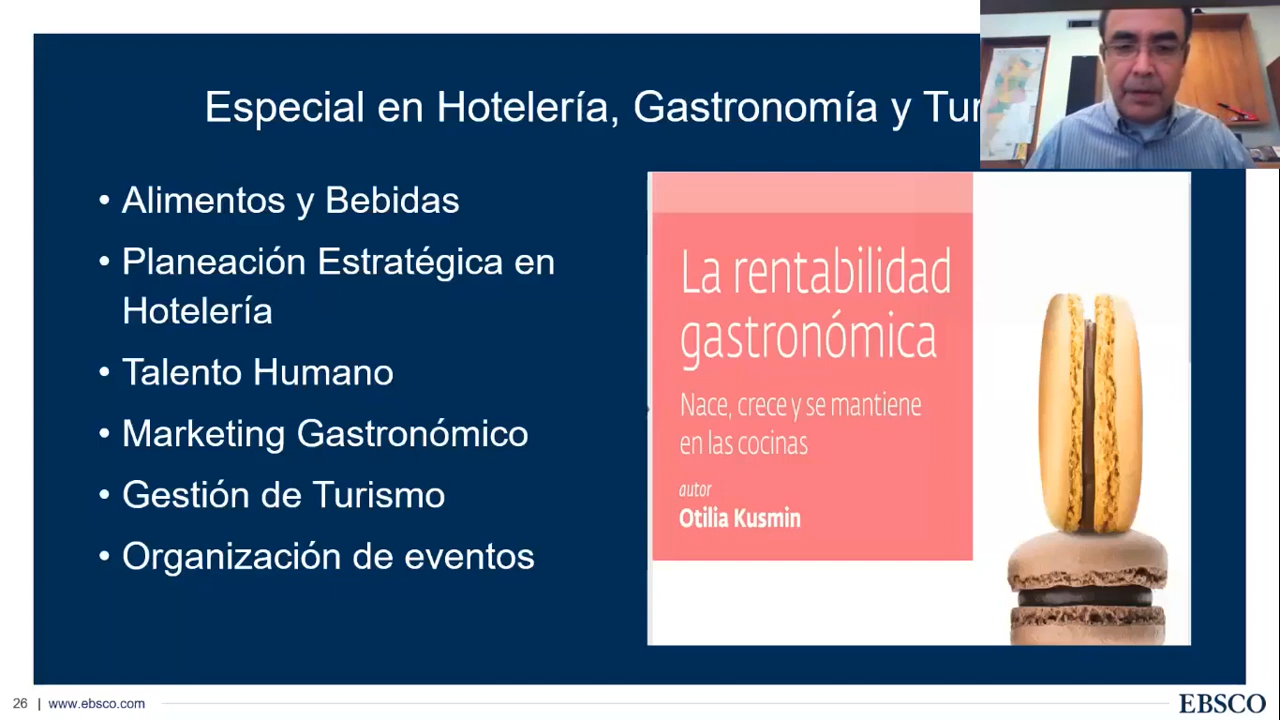 Especial en Hotelería, Gastronomía y
• Alimentos y Bebidas
• Planeación Estratégica en
Hotelería
• Talento Humano
• Marketing Gastronómico
• Gestión de Turismo
• Organización de eventos
La rentabilidad
gastronómica
Nace, crece y se mantiene
en las cocinas
autor
Otilia Kusmin
26 | www.ebsco.com
EBSCO